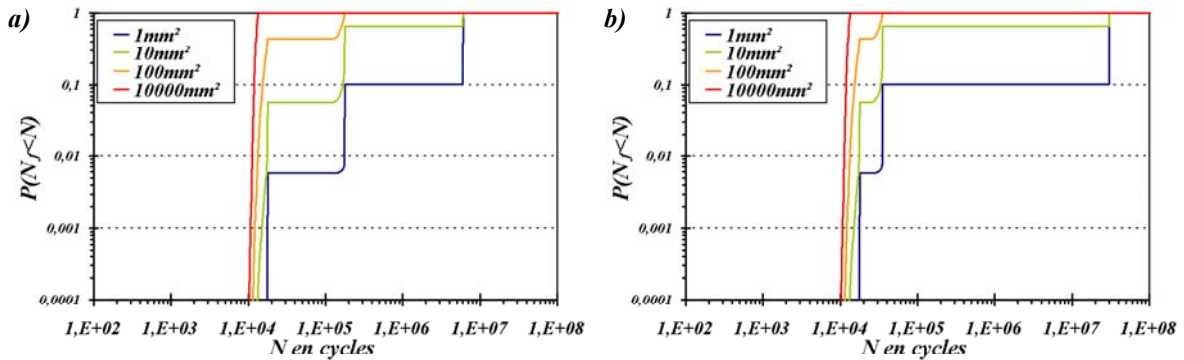 a)
1
0,1
0,01
0,001
0,0001
P(N_f<N)
1mm²
10mm²
100mm²
10000mm²
1,E+02 1,E+03 1,E+04 1,E+05 1,E+06 1,E+07 1,E+08
N en cycles
b)
1
0,1
0,01
0,001
0,0001
P(N_f<N)
1mm²
10mm²
100mm²
10000mm²
1,E+02 1,E+03 1,E+04 1,E+05 1,E+06 1,E+07 1,E+08
N en cycles